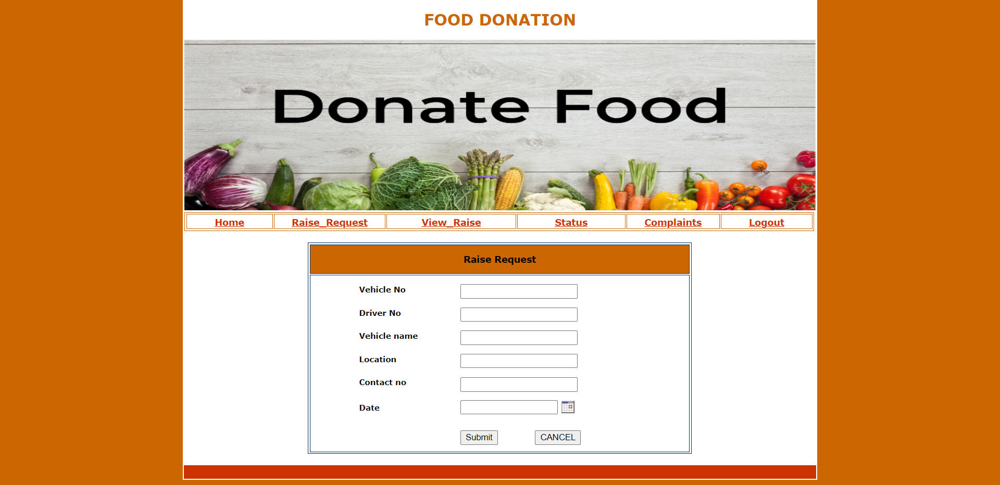 FOOD DONATION
Donate Food
Home Raise_Request View_Raise Status Complaints Logout
Raise Request
Vehicle No
Driver No
Vehicle name
Location
Contact no
Date
Submit CANCEL